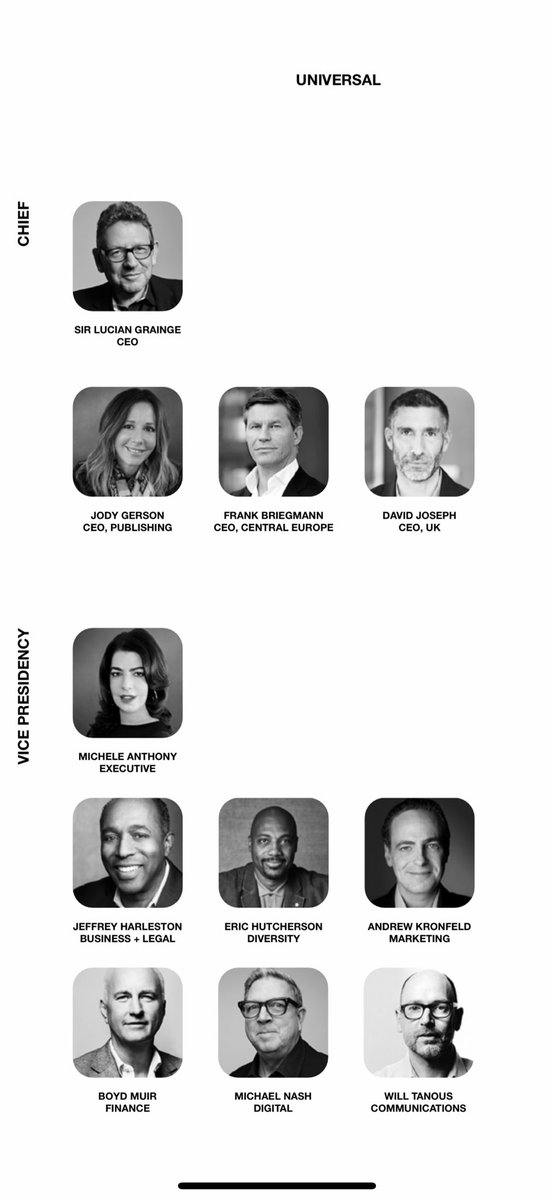 UNIVERSAL
CHIEF
SIR LUCIAN GRAINGE
CEO
JODY GERSON
CEO, PUBLISHING
FRANK BRIEGMANN
CEO, CENTRAL EUROPE
DAVID JOSEPH
CEO, UK
VICE PRESIDENCY
MICHELE ANTHONY
EXECUTIVE
JEFFREY HARLESTON
BUSINESS + LEGAL
ERIC HUTCHERSON
DIVERSITY
ANDREW KRONFELD
MARKETING
BOYD MUIR
FINANCE
MICHAEL NASH
DIGITAL
WILL TANOUS
COMMUNICATIONS